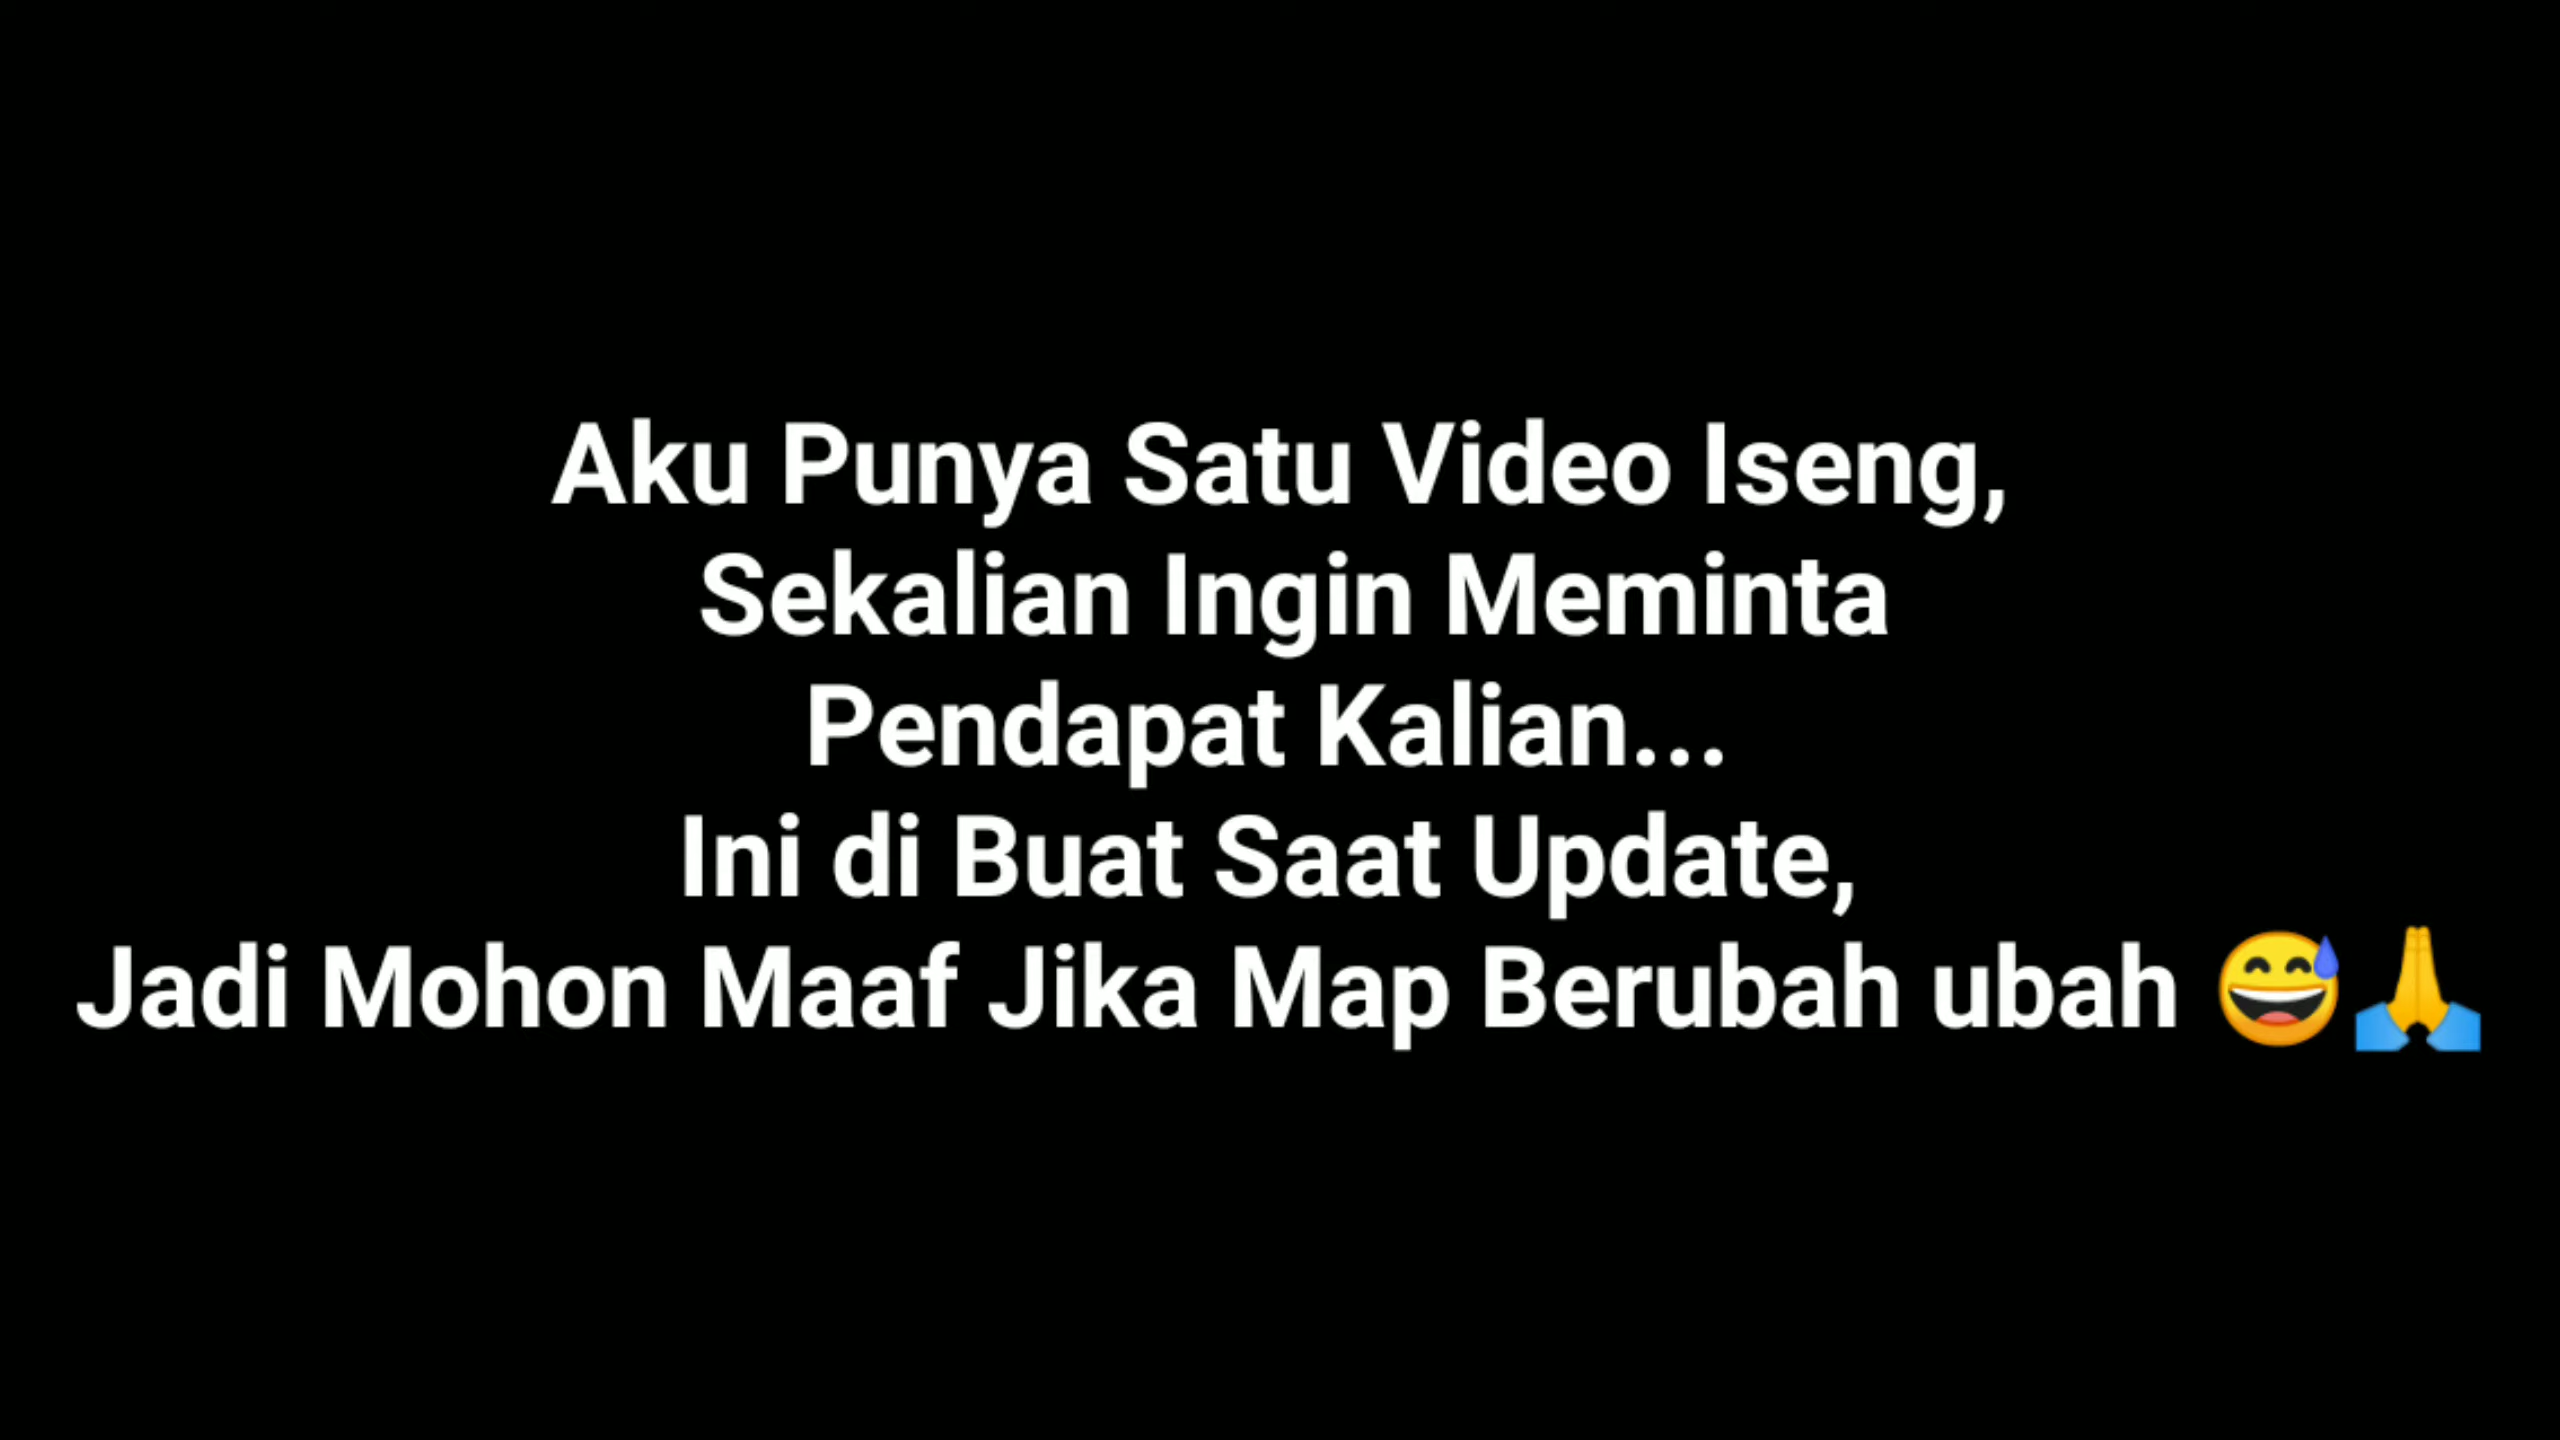 Aku Punya Satu Video Iseng,
Sekalian Ingin Meminta
Pendapat Kalian...
Ini di Buat Saat Update,
Jadi Mohon Maaf Jika Map Berubah ubah 😅🙏